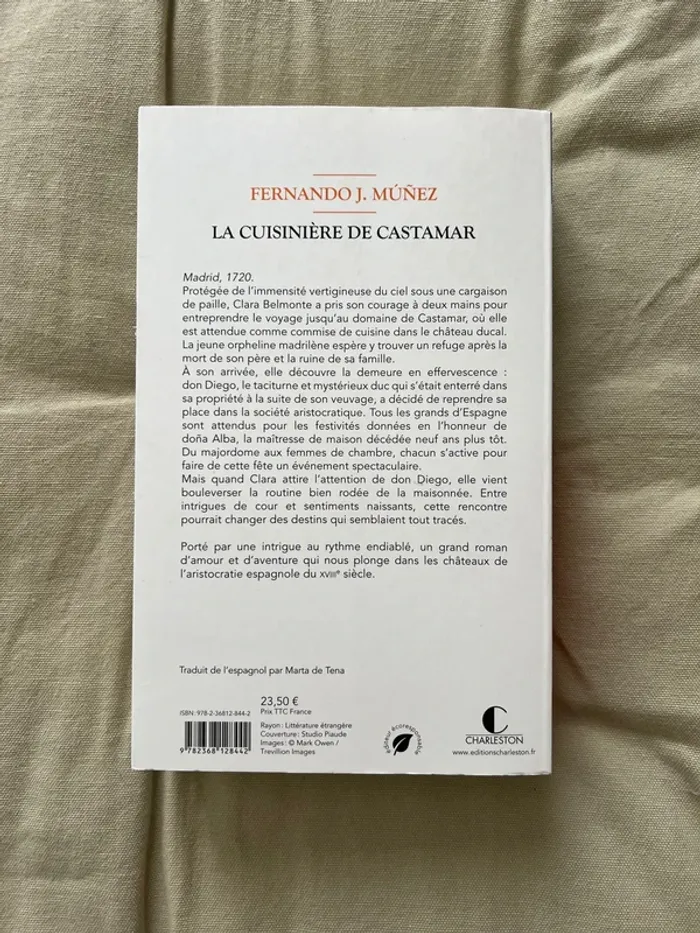 FERNANDO J. MÚÑEZ
LA CUISINIÈRE DE CASTAMAR
Madrid, 1720.
Protégée de l'immensité vertigineuse du ciel sous une cargaison
de paille, Clara Belmonte a pris son courage à deux mains pour
entreprendre le voyage jusqu'au domaine de Castamar, où elle
est attendue comme commise de cuisine dans le château ducal.
La jeune orpheline madrilène espère y trouver un refuge après la
mort de son père et la ruine de sa famille.
À son arrivée, elle découvre la demeure en effervescence :
don Diego, le taciturne et mystérieux duc qui s'était enterré dans
sa propriété à la suite de son veuvage, a décidé de reprendre sa
place dans la société aristocratique. Tous les grands d'Espagne
sont attendus pour les festivités données en l'honneur de
doña Alba, la maîtresse de maison décédée neuf ans plus tôt.
Du majordome aux femmes de chambre, chacun s'active pour
faire de cette fête un événement spectaculaire.
Mais quand Clara attire l'attention de don Diego, elle vient
bouleverser la routine bien rodée de la maisonnée. Entre
intrigues de cour et sentiments naissants, cette rencontre
pourrait changer des destins qui semblaient tout tracés.
Porté par une intrigue au rythme endiablé, un grand roman
d'amour et d'aventure qui nous plonge dans les châteaux de
l'aristocratie espagnole du XVIIIe siècle.
Traduit de l'espagnol par Marta de Tena
ISBN: 978-2-36812-844-2
9 782368 128442
23,50 €
Prix TTC France
Rayon : Littérature étrangère
Couverture : Studio Piaude
Images : © Mark Owen /
Trevillion Images
éditeur écoresponsable
CHARLESTON
www.editionscharleston.fr